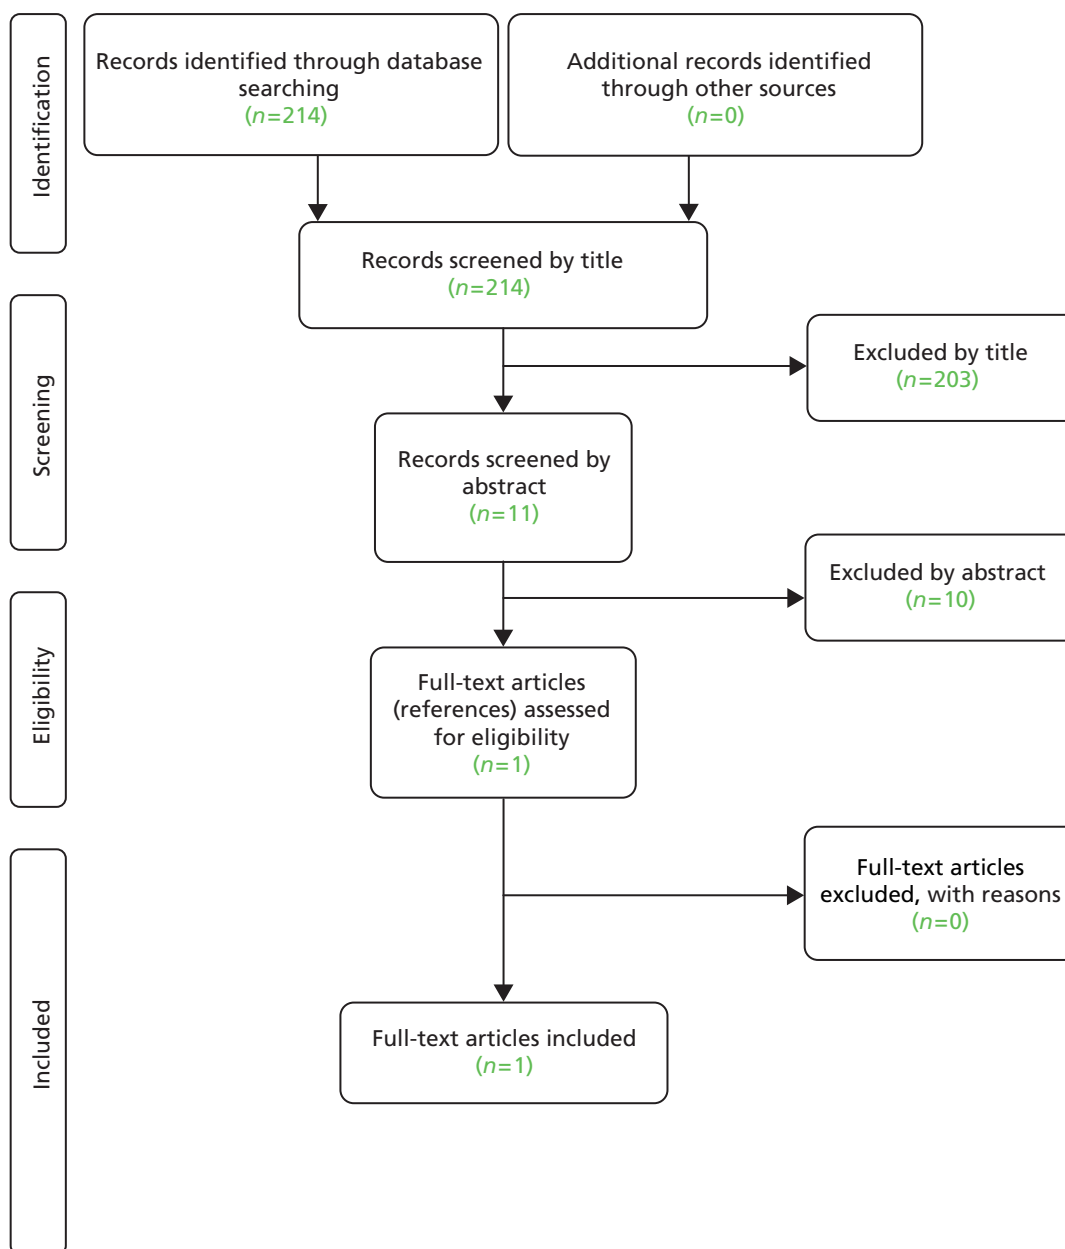 Identification
Records identified through database
searching
(n=214)
Additional records identified
through other sources
(n=0)
Records screened by title
(n=214)
Screening
Excluded by title
(n=203)
Records screened by
abstract
(n=11)
Excluded by abstract
(n=10)
Eligibility
Full-text articles
(references) assessed
for eligibility
(n=1)
Included
Full-text articles
excluded, with reasons
(n=0)
Full-text articles included
(n=1)